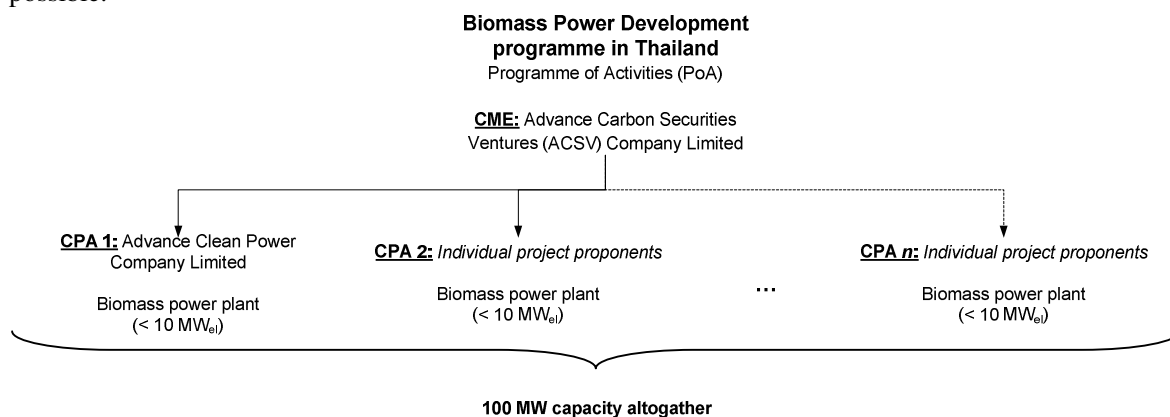 possible.
Biomass Power Development
programme in Thailand
Programme of Activities (PoA)
CME: Advance Carbon Securities
Ventures (ACSV) Company Limited
CPA 1: Advance Clean Power
Company Limited
Biomass power plant
(< 10 MWel)
CPA 2: Individual project proponents
Biomass power plant
(< 10 MWel)
...
CPA n: Individual project proponents
Biomass power plant
(< 10 MWel)
100 MW capacity altogather